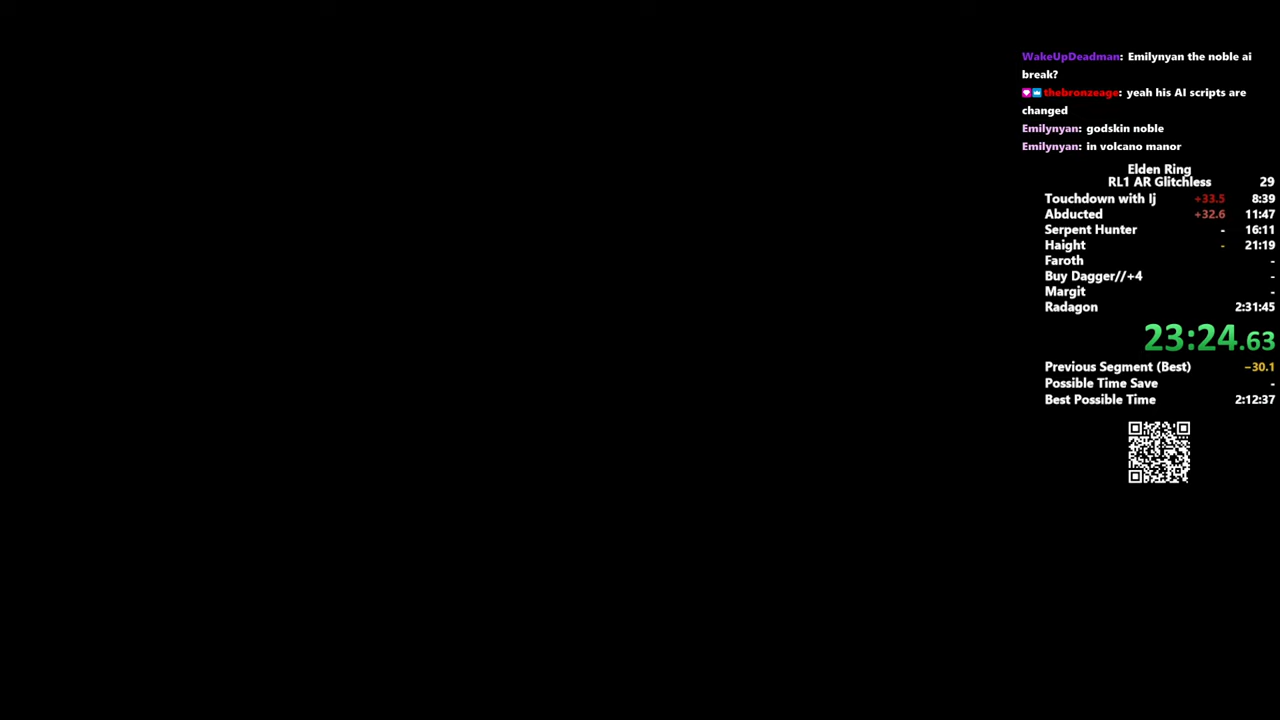 WakeUpDeadman: Emilynyan the noble ai
break?
thebronzeage: yeah his AI scripts are
changed
Emilynyan: godskin noble
Emilynyan: in volcano manor
Elden Ring
RL1 AR Glitchless 29
Touchdown with Ij +33.5 8:39
Abducted +32.6 11:47
Serpent Hunter - 16:11
Haight - 21:19
Faroth -
Buy Dagger//+4 -
Margit -
Radagon 2:31:45
23:24.63
Previous Segment (Best) −30.1
Possible Time Save -
Best Possible Time 2:12:37